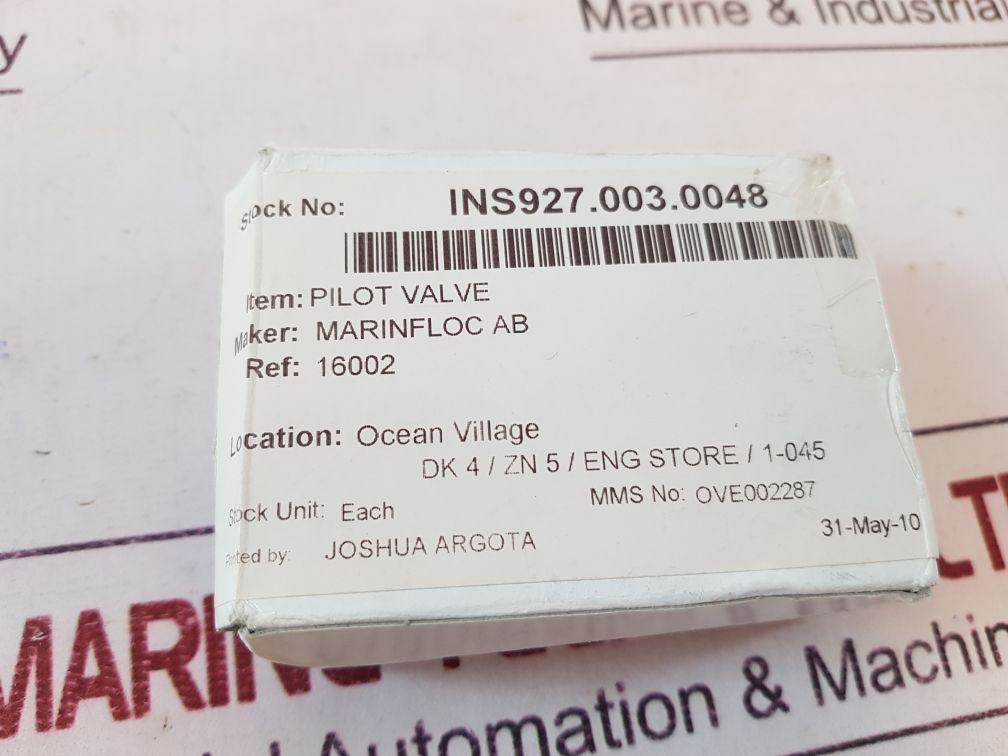 y
Marine & Industrial
Stock No: INS927.003.0048
Item: PILOT VALVE
Maker: MARINFLOC AB
Ref: 16002
Location: Ocean Village
DK 4 / ZN 5 / ENG STORE / 1-045
Stock Unit: Each MMS No: OVE002287
Printed by: JOSHUA ARGOTA 31-May-10
Automation & Machin